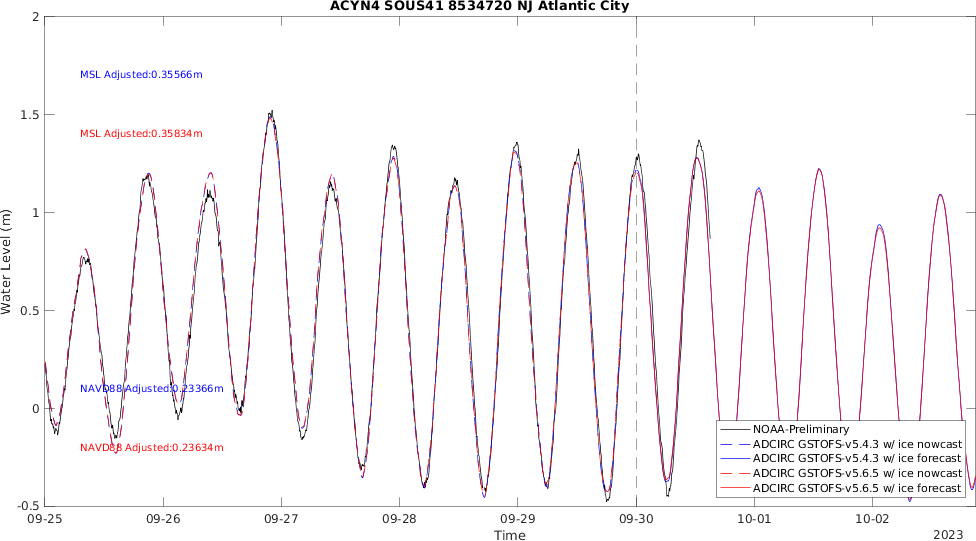 ACYN4 SOUS41 8534720 NJ Atlantic City
2
MSL Adjusted:0.35566m
1.5
MSL Adjusted:0.35834m
1
Water Level (m)
0.5
NAVD88 Adjusted:0.23366m
0
NAVD88 Adjusted:0.23634m
NOAA-Preliminary
ADCIRC GSTOFS-v5.4.3 w/ ice nowcast
ADCIRC GSTOFS-v5.4.3 w/ ice forecast
ADCIRC GSTOFS-v5.6.5 w/ ice nowcast
ADCIRC GSTOFS-v5.6.5 w/ ice forecast
-0.5
09-25 09-26 09-27 09-28 09-29 09-30 10-01 10-02
Time
2023